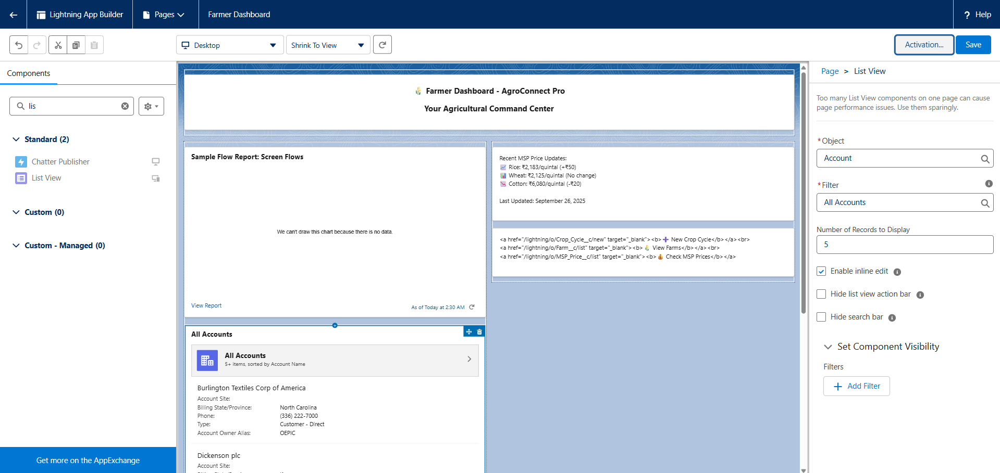 Lightning App Builder
Pages
Farmer Dashboard
? Help
Desktop
Shrink To View
Activation...
Save
Components
lis
Standard (2)
Chatter Publisher
List View
Custom (0)
Custom - Managed (0)
Get more on the AppExchange
Farmer Dashboard - AgroConnect Pro
Your Agricultural Command Center
Sample Flow Report: Screen Flows
We can't draw this chart because there is no data.
View Report
As of Today at 2:30 AM
All Accounts
All Accounts
5+ items, sorted by Account Name
Burlington Textiles Corp of America
Account Site:
Billing State/Province: North Carolina
Phone: (336) 222-7000
Type: Customer - Direct
Account Owner Alias: OEPIC
Dickenson plc
Account Site:
Recent MSP Price Updates:
📈 Rice: ₹2,183/quintal (+₹50)
📊 Wheat: ₹2,125/quintal (No change)
📉 Cotton: ₹6,080/quintal (-₹20)
Last Updated: September 26, 2025
<a href="/lightning/o/Crop_Cycle__c/new" target="_blank"><b>➕ New Crop Cycle</b></a><br>
<a href="/lightning/o/Farm__c/list" target="_blank"><b>🌾 View Farms</b></a><br>
<a href="/lightning/o/MSP_Price__c/list" target="_blank"><b>💰 Check MSP Prices</b></a>
Page > List View
Too many List View components on one page can cause
page performance issues. Use them sparingly.
*Object
Account
*Filter
All Accounts
Number of Records to Display
5
Enable inline edit
Hide list view action bar
Hide search bar
Set Component Visibility
Filters
+ Add Filter